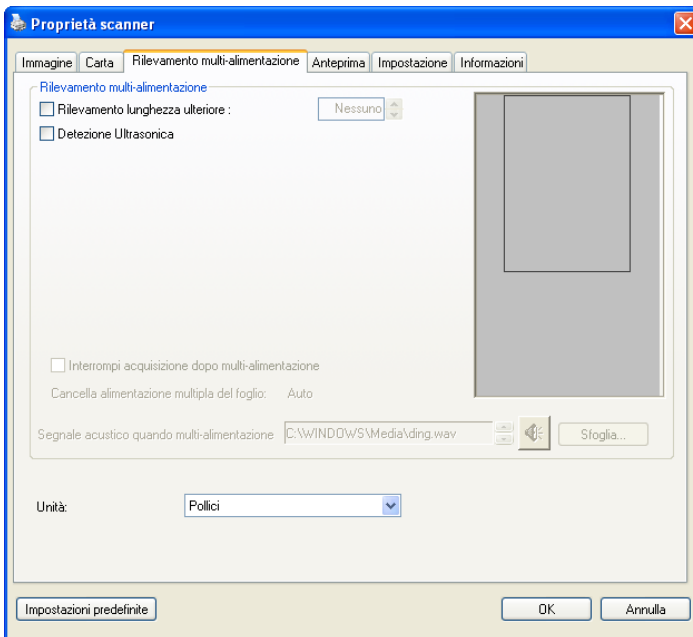 Proprietà scanner
Immagine Carta Rilevamento multi-alimentazione Anteprima Impostazione Informazioni
Rilevamento multi-alimentazione
Rilevamento lunghezza ulteriore : Nessuno
Detezione Ultrasonica
Interrompi acquisizione dopo multi-alimentazione
Cancella alimentazione multipla del foglio: Auto
Segnale acustico quando multi-alimentazione C:\WINDOWS\Media\ding.wav Sfoglia...
Unità: Pollici
Impostazioni predefinite OK Annulla